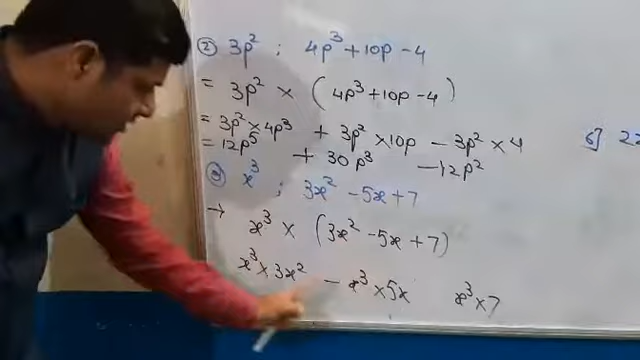 ② 3p² ; 4p³ + 10p - 4
= 3p² × (4p³ + 10p - 4)
= 3p² × 4p³ + 3p² × 10p - 3p² × 4
= 12p⁵ + 30p³ - 12p²
③ x³ ; 3x² - 5x + 7
→ x³ × (3x² - 5x + 7)
x³ × 3x² - x³ × 5x x³ × 7